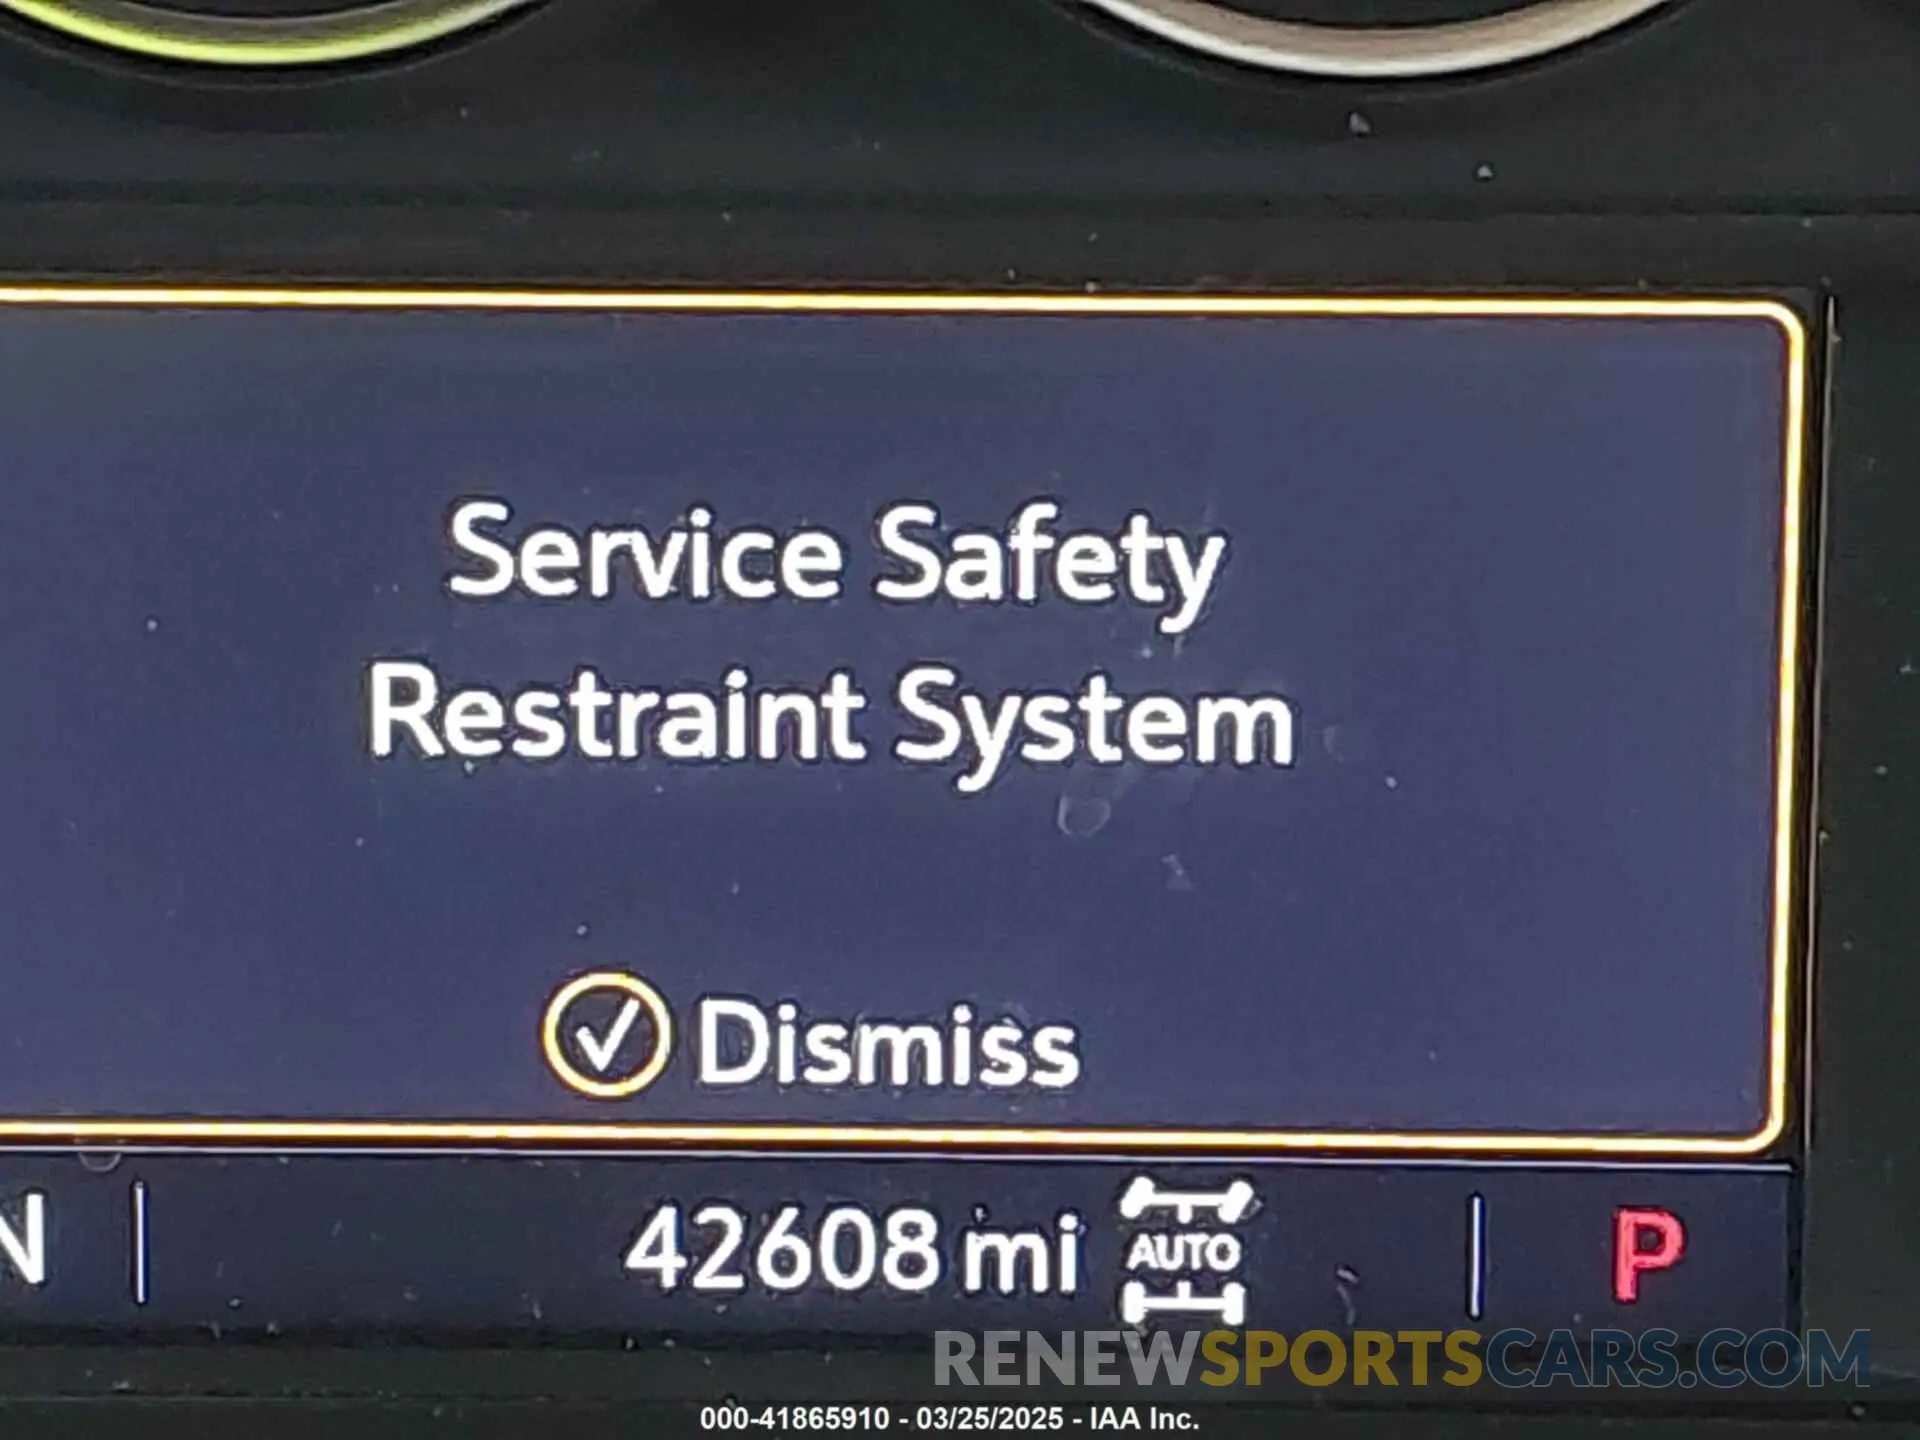 Service Safety
Restraint System
Dismiss
N
42608 mi
AUTO
P
RENEWSPORTSCARS.COM
000-41865910 - 03/25/2025 - IAA Inc.